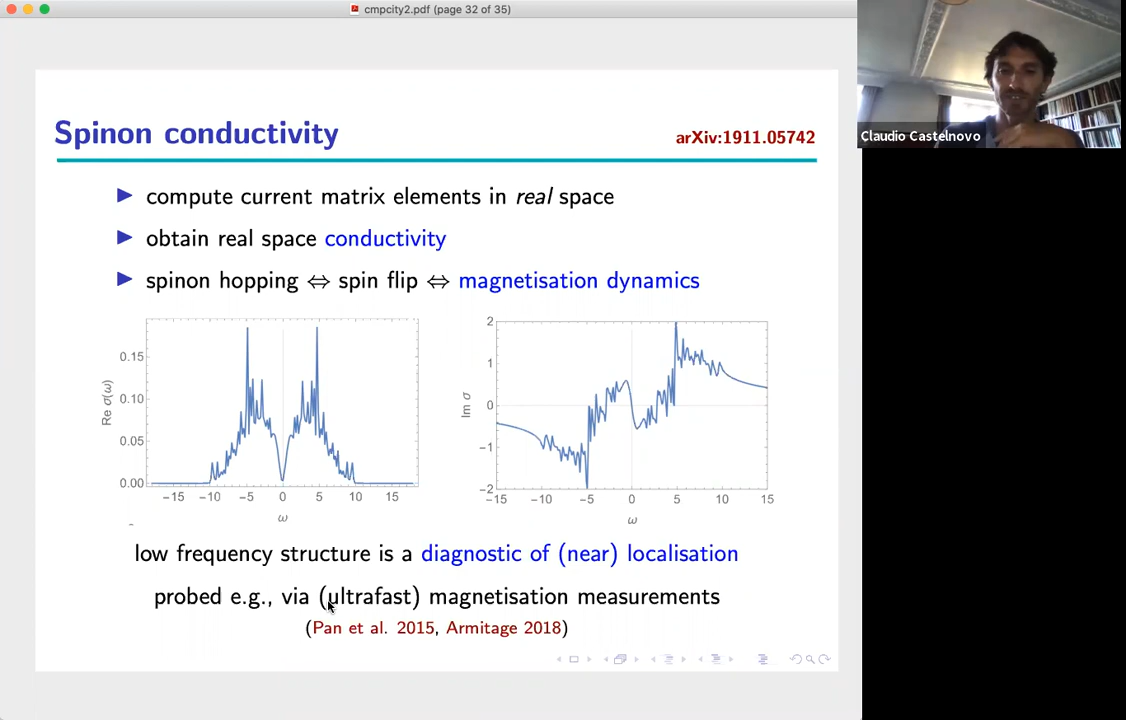 cmpcity2.pdf (page 32 of 35)
Claudio Castelnovo
Spinon conductivity
arXiv:1911.05742
▶ compute current matrix elements in real space
▶ obtain real space conductivity
▶ spinon hopping ⇔ spin flip ⇔ magnetisation dynamics
Re σ(ω)
0.15
0.10
0.05
0.00
−15 −10 −5 0 5 10 15
ω
Im σ
2
1
0
−1
−2
−15 −10 −5 0 5 10 15
ω
low frequency structure is a diagnostic of (near) localisation
probed e.g., via (ultrafast) magnetisation measurements
(Pan et al. 2015, Armitage 2018)